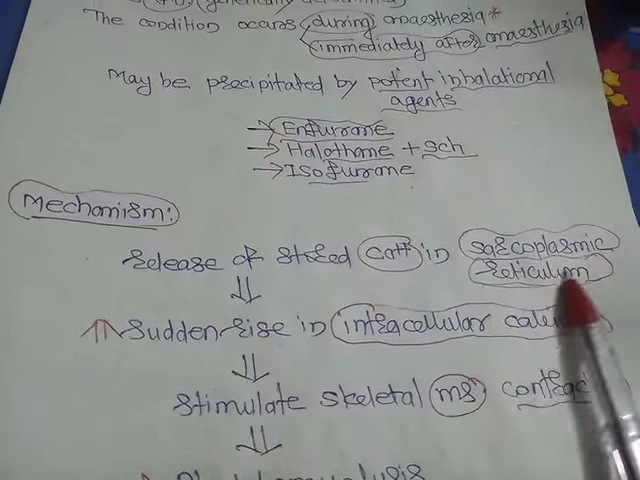 (genetically
The condition occurs (during anaesthesia*
(immediately after) anaesthesia
May be precipitated by potent inhalational
agents
→ Enflurane
→ Halothane + Sch
→ Isoflurane
Mechanism:
Release of stored Ca++ in sarcoplasmic
reticulum
⇓
↑↑ Sudden rise in intracellular
⇓
Stimulate skeletal ms
⇓